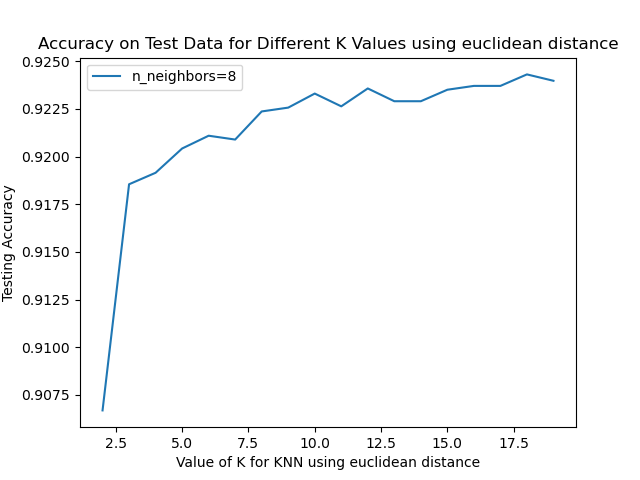 Accuracy on Test Data for Different K Values using euclidean distance
n_neighbors=8
Testing Accuracy
0.9250
0.9225
0.9200
0.9175
0.9150
0.9125
0.9100
0.9075
2.5 5.0 7.5 10.0 12.5 15.0 17.5
Value of K for KNN using euclidean distance